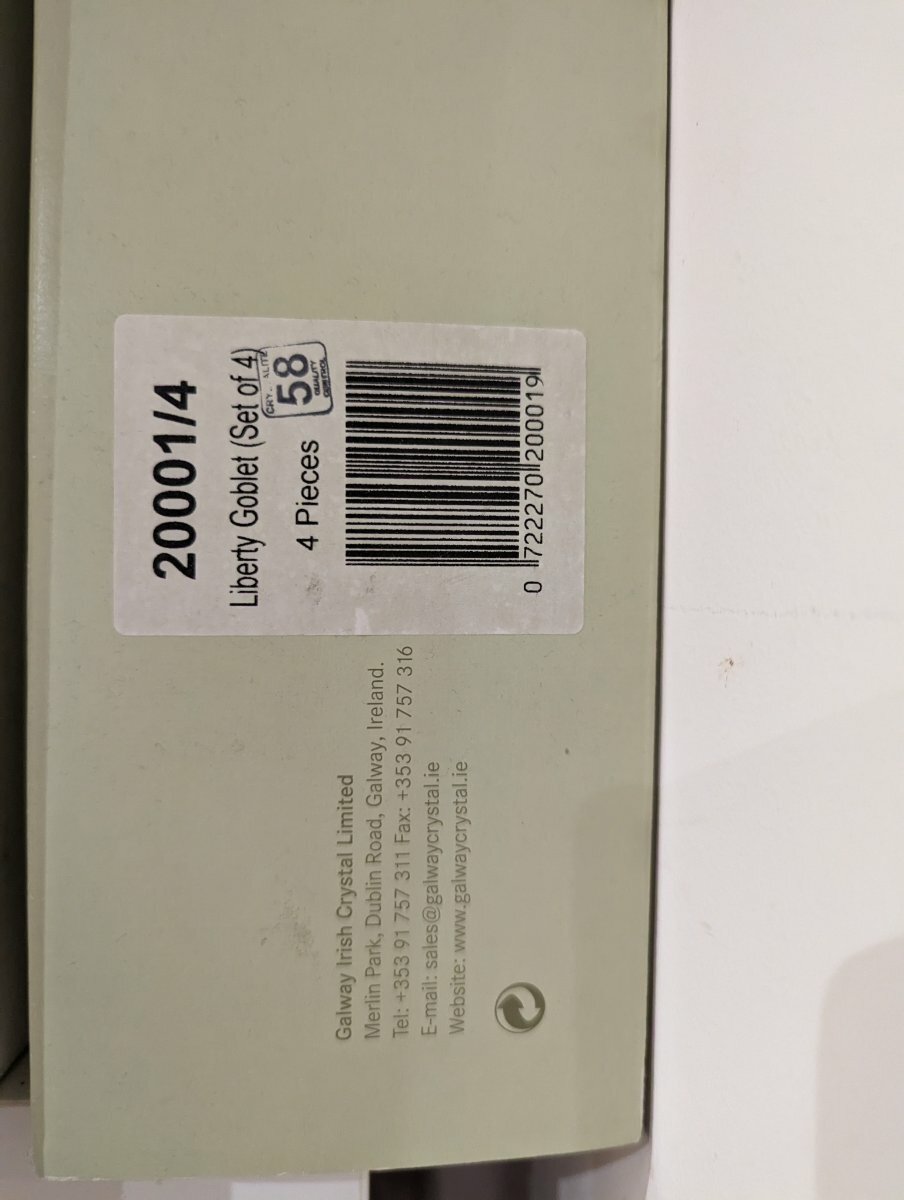 20001/4
Liberty Goblet (Set of 4)
4 Pieces
58
QUALITY
CONTROL
0 722270 200019
Galway Irish Crystal Limited
Merlin Park, Dublin Road, Galway, Ireland.
Tel: +353 91 757 311 Fax: +353 91 757 316
E-mail: sales@galwaycrystal.ie
Website: www.galwaycrystal.ie